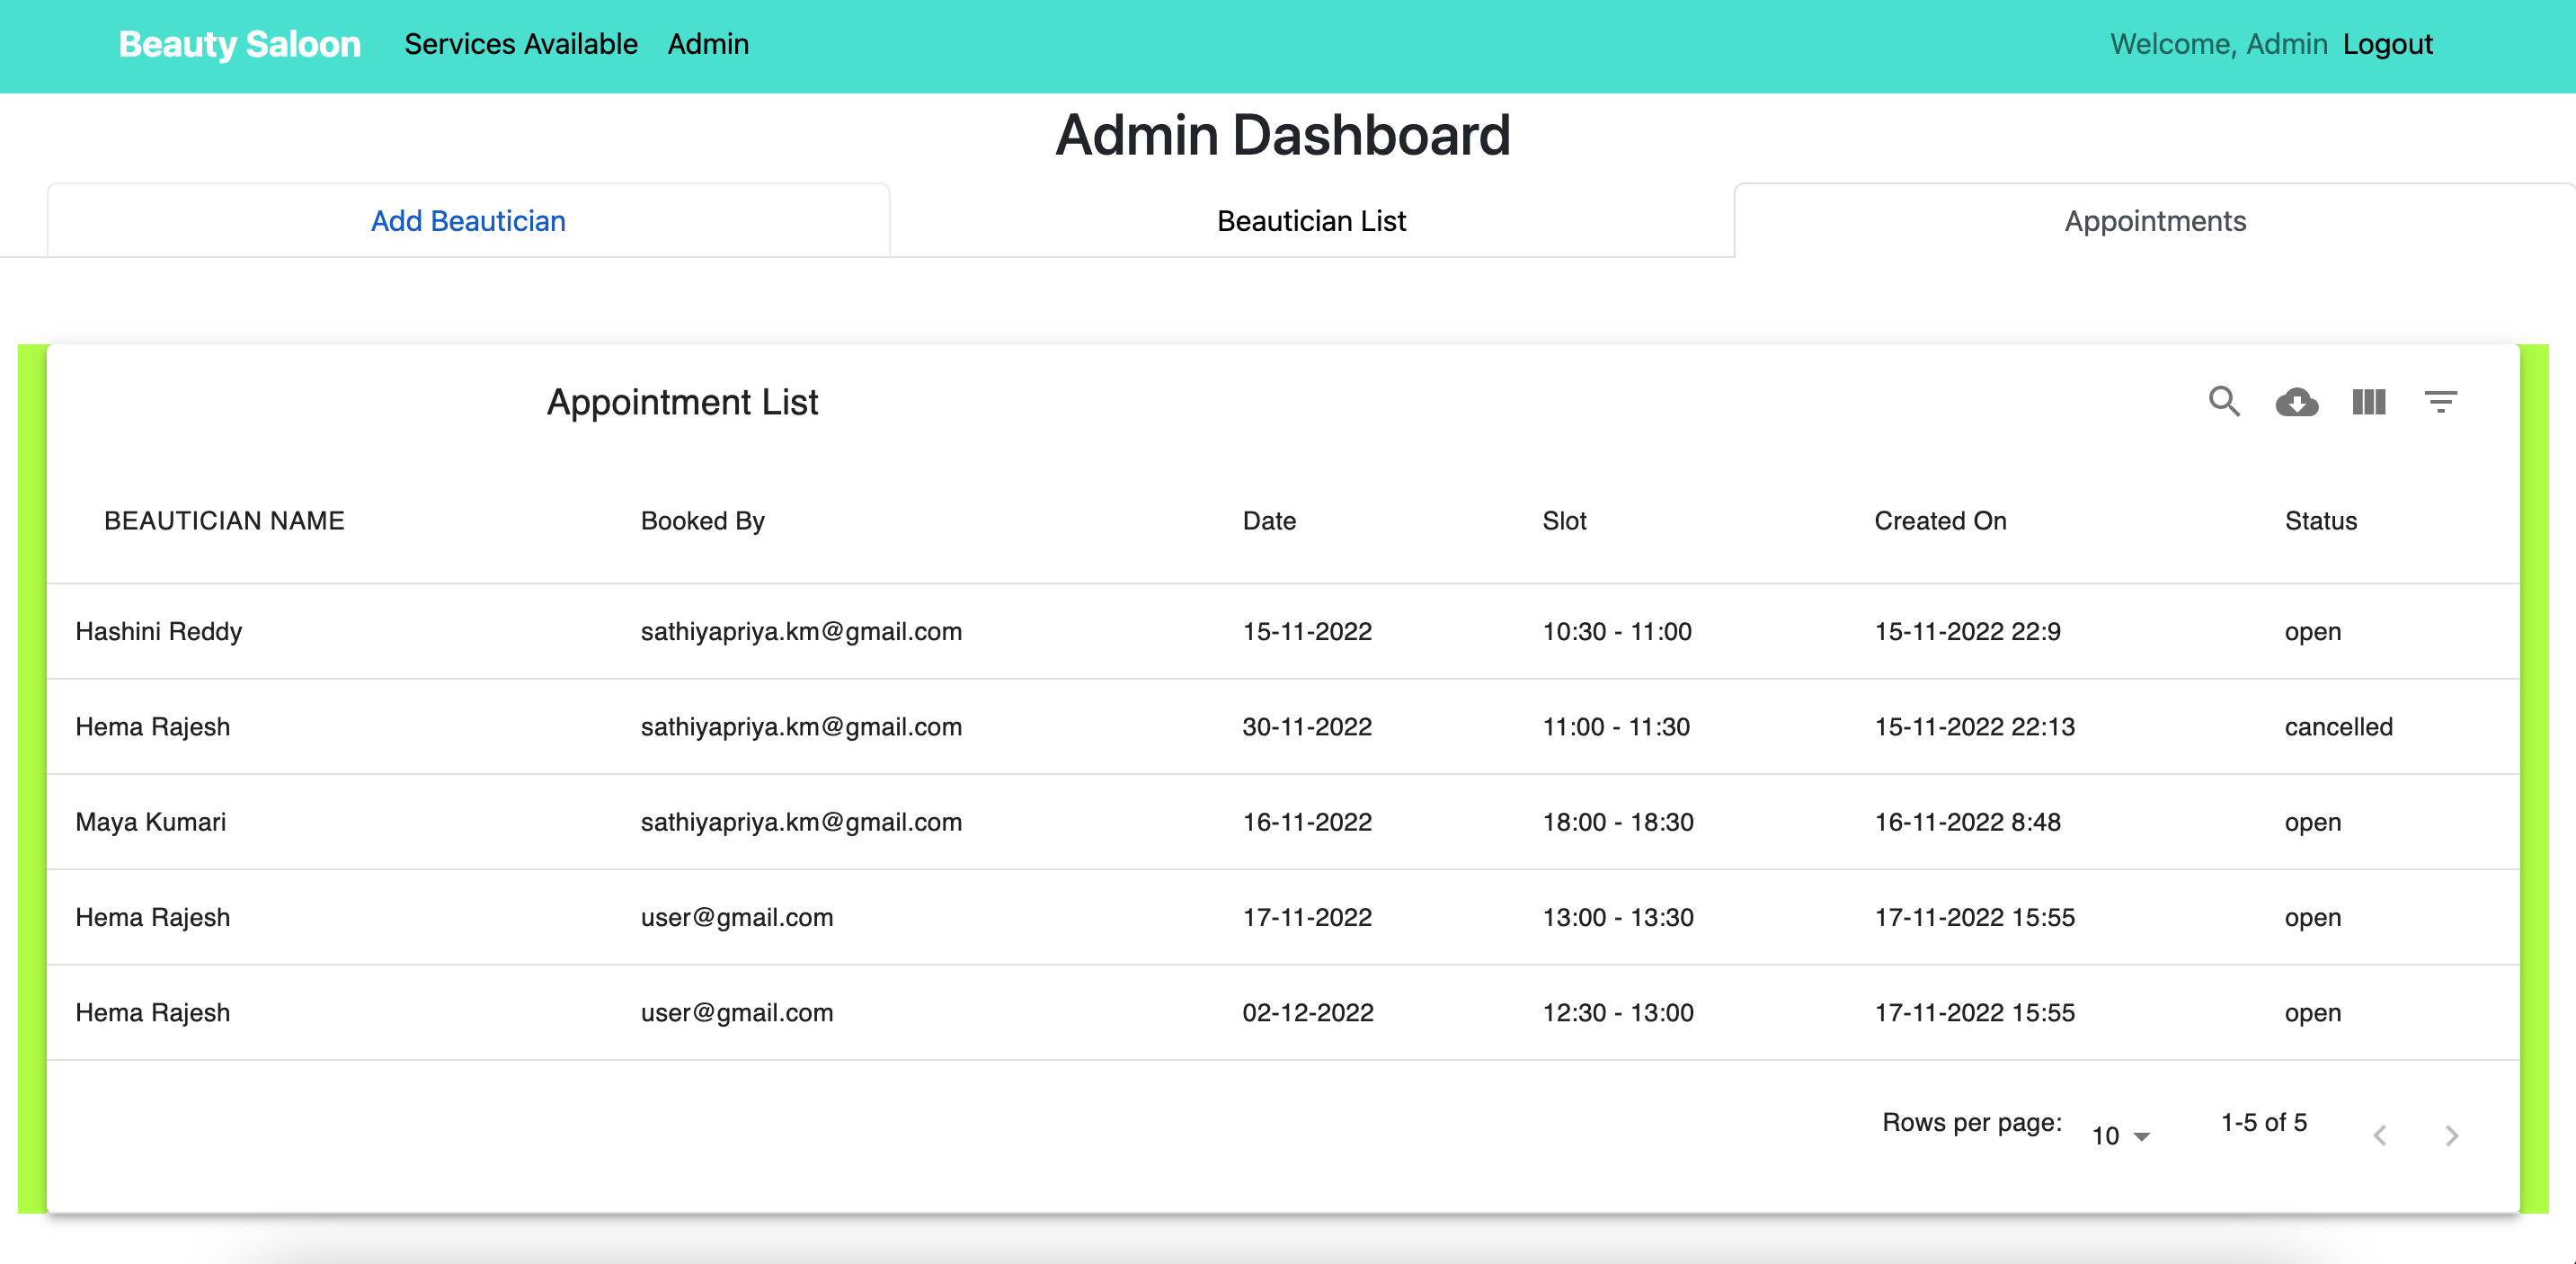 Beauty Saloon Services Available Admin Welcome, Admin Logout
Admin Dashboard
Add Beautician Beautician List Appointments
Appointment List
BEAUTICIAN NAME Booked By Date Slot Created On Status
Hashini Reddy sathiyapriya.km@gmail.com 15-11-2022 10:30 - 11:00 15-11-2022 22:9 open
Hema Rajesh sathiyapriya.km@gmail.com 30-11-2022 11:00 - 11:30 15-11-2022 22:13 cancelled
Maya Kumari sathiyapriya.km@gmail.com 16-11-2022 18:00 - 18:30 16-11-2022 8:48 open
Hema Rajesh user@gmail.com 17-11-2022 13:00 - 13:30 17-11-2022 15:55 open
Hema Rajesh user@gmail.com 02-12-2022 12:30 - 13:00 17-11-2022 15:55 open
Rows per page: 10 1-5 of 5